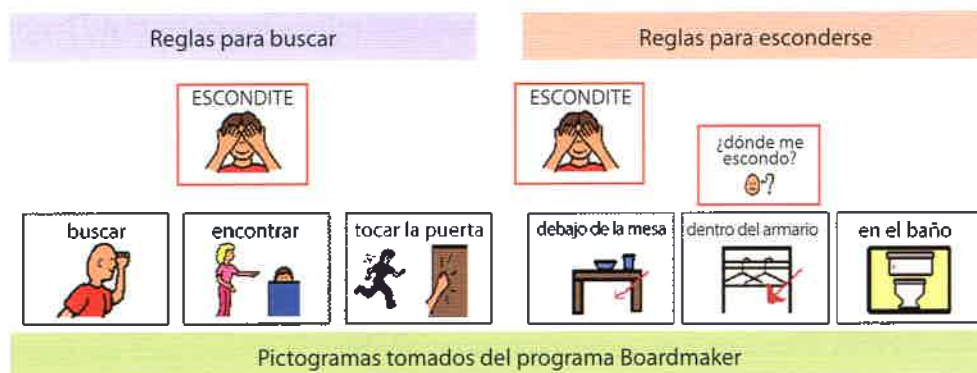 Reglas para buscar
Reglas para esconderse
ESCONDITE
ESCONDITE
¿dónde me
escondo?
?
buscar
encontrar
tocar la puerta
debajo de la mesa
dentro del armario
en el baño
Pictogramas tomados del programa Boardmaker